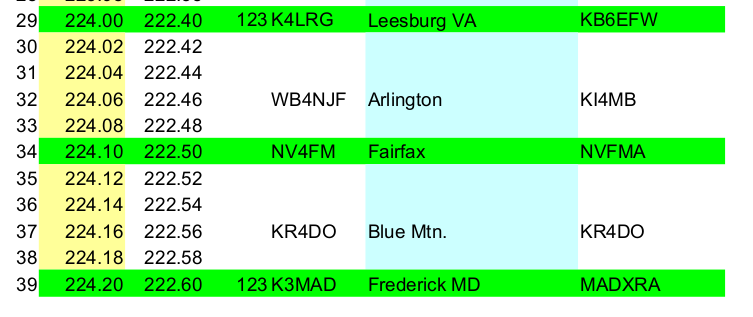 29 224.00 222.40 123 K4LRG Leesburg VA KB6EFW
30 224.02 222.42
31 224.04 222.44
32 224.06 222.46 WB4NJF Arlington KI4MB
33 224.08 222.48
34 224.10 222.50 NV4FM Fairfax NVFMA
35 224.12 222.52
36 224.14 222.54
37 224.16 222.56 KR4DO Blue Mtn. KR4DO
38 224.18 222.58
39 224.20 222.60 123 K3MAD Frederick MD MADXRA